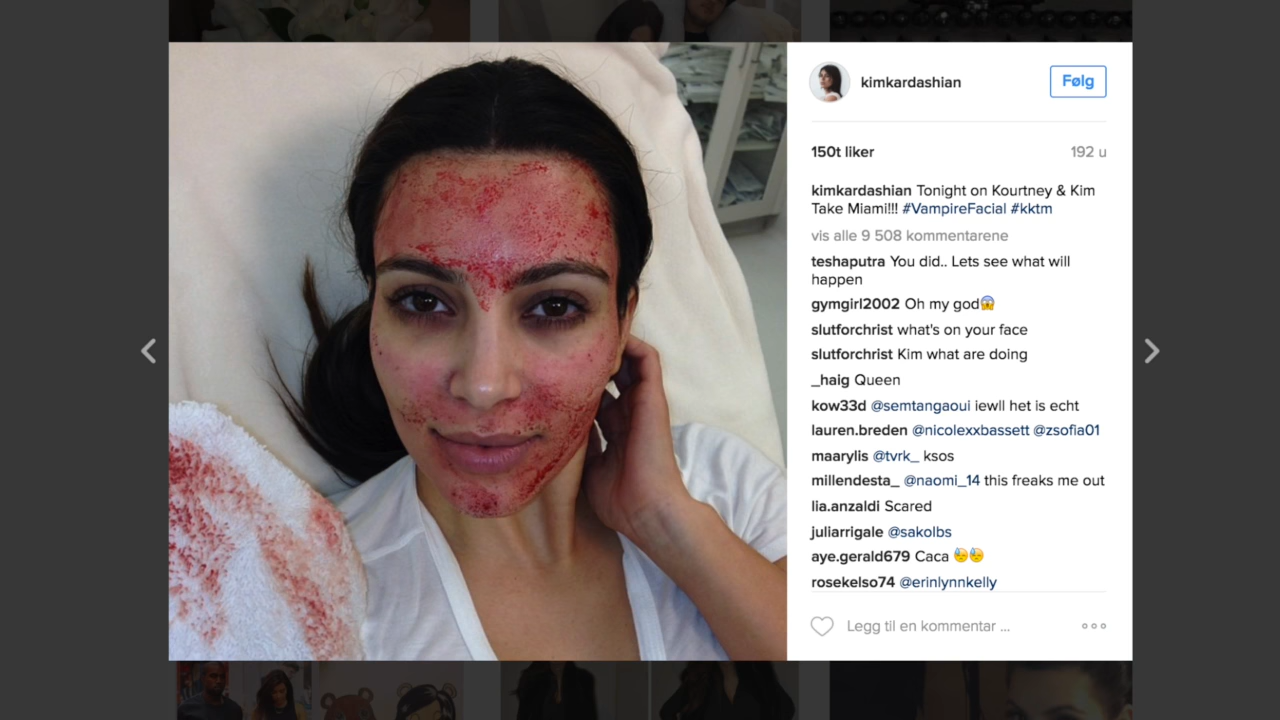 kimkardashian
Følg
150t liker
192 u
kimkardashian Tonight on Kourtney & Kim
Take Miami!!! #VampireFacial #kktm
vis alle 9 508 kommentarene
teshaputra You did.. Lets see what will
happen
gymgirl2002 Oh my god😱
slutforchrist what's on your face
slutforchrist Kim what are doing
_haig Queen
kow33d @semtangaoui iewll het is echt
lauren.breden @nicolexxbassett @zsofia01
maarylis @tvrk_ ksos
millendesta_ @naomi_14 this freaks me out
lia.anzaldi Scared
juliarrigale @sakolbs
aye.gerald679 Caca 😓😓
rosekelso74 @erinlynnkelly
Legg til en kommentar ...